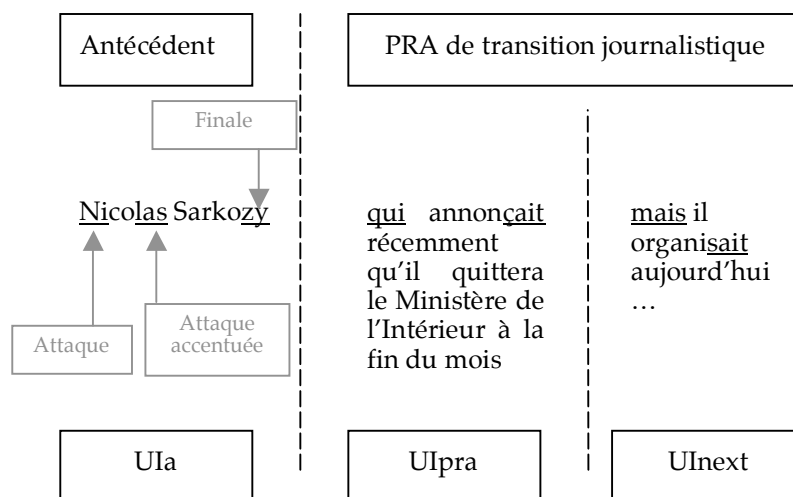 Antécédent
PRA de transition journalistique
Finale
Nicolas Sarkozy
Attaque
Attaque
accentuée
qui annonçait
récemment
qu'il quittera
le Ministère de
l'Intérieur à la
fin du mois
mais il
organisait
aujourd'hui
…
UIa
UIpra
UInext